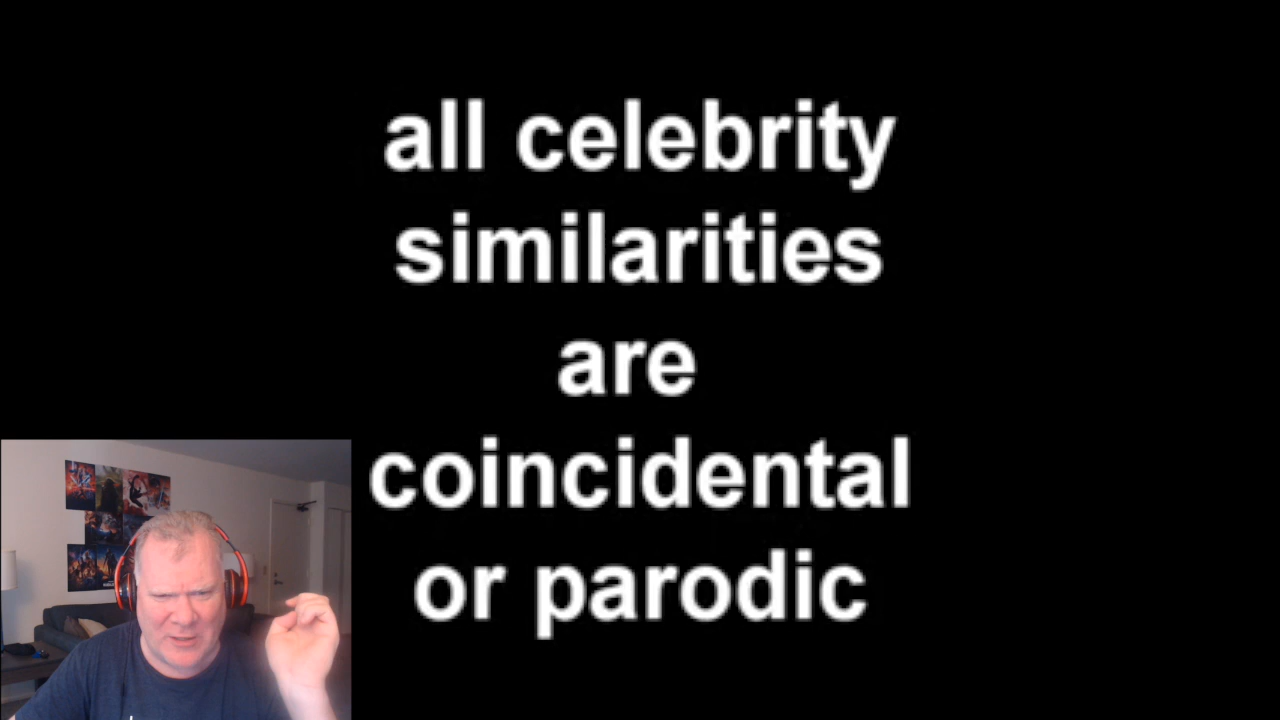 all celebrity
similarities
are
coincidental
or parodic